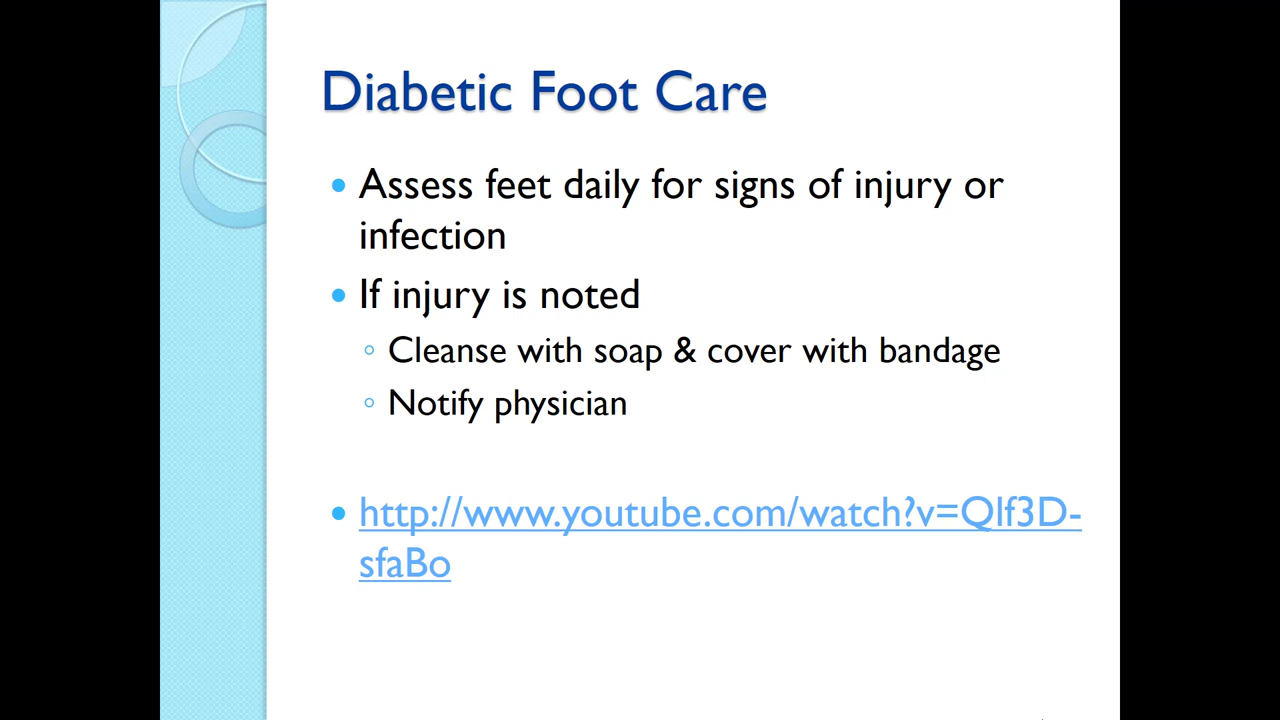 Diabetic Foot Care
• Assess feet daily for signs of injury or
infection
• If injury is noted
◦ Cleanse with soap & cover with bandage
◦ Notify physician
• http://www.youtube.com/watch?v=Qlf3D-
sfaBo